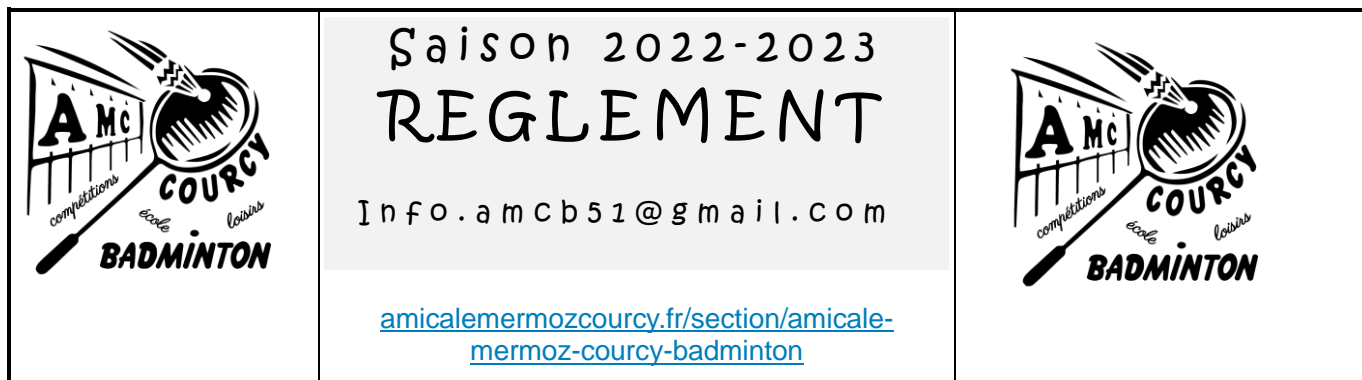 A MC
COURCY
compétitions
école
loisirs
BADMINTON
Saison 2022-2023
REGLEMENT
Info.amcb51@gmail.com
amicalemermozcourcy.fr/section/amicale-
mermoz-courcy-badminton
A MC
COURCY
compétitions
école
loisirs
BADMINTON